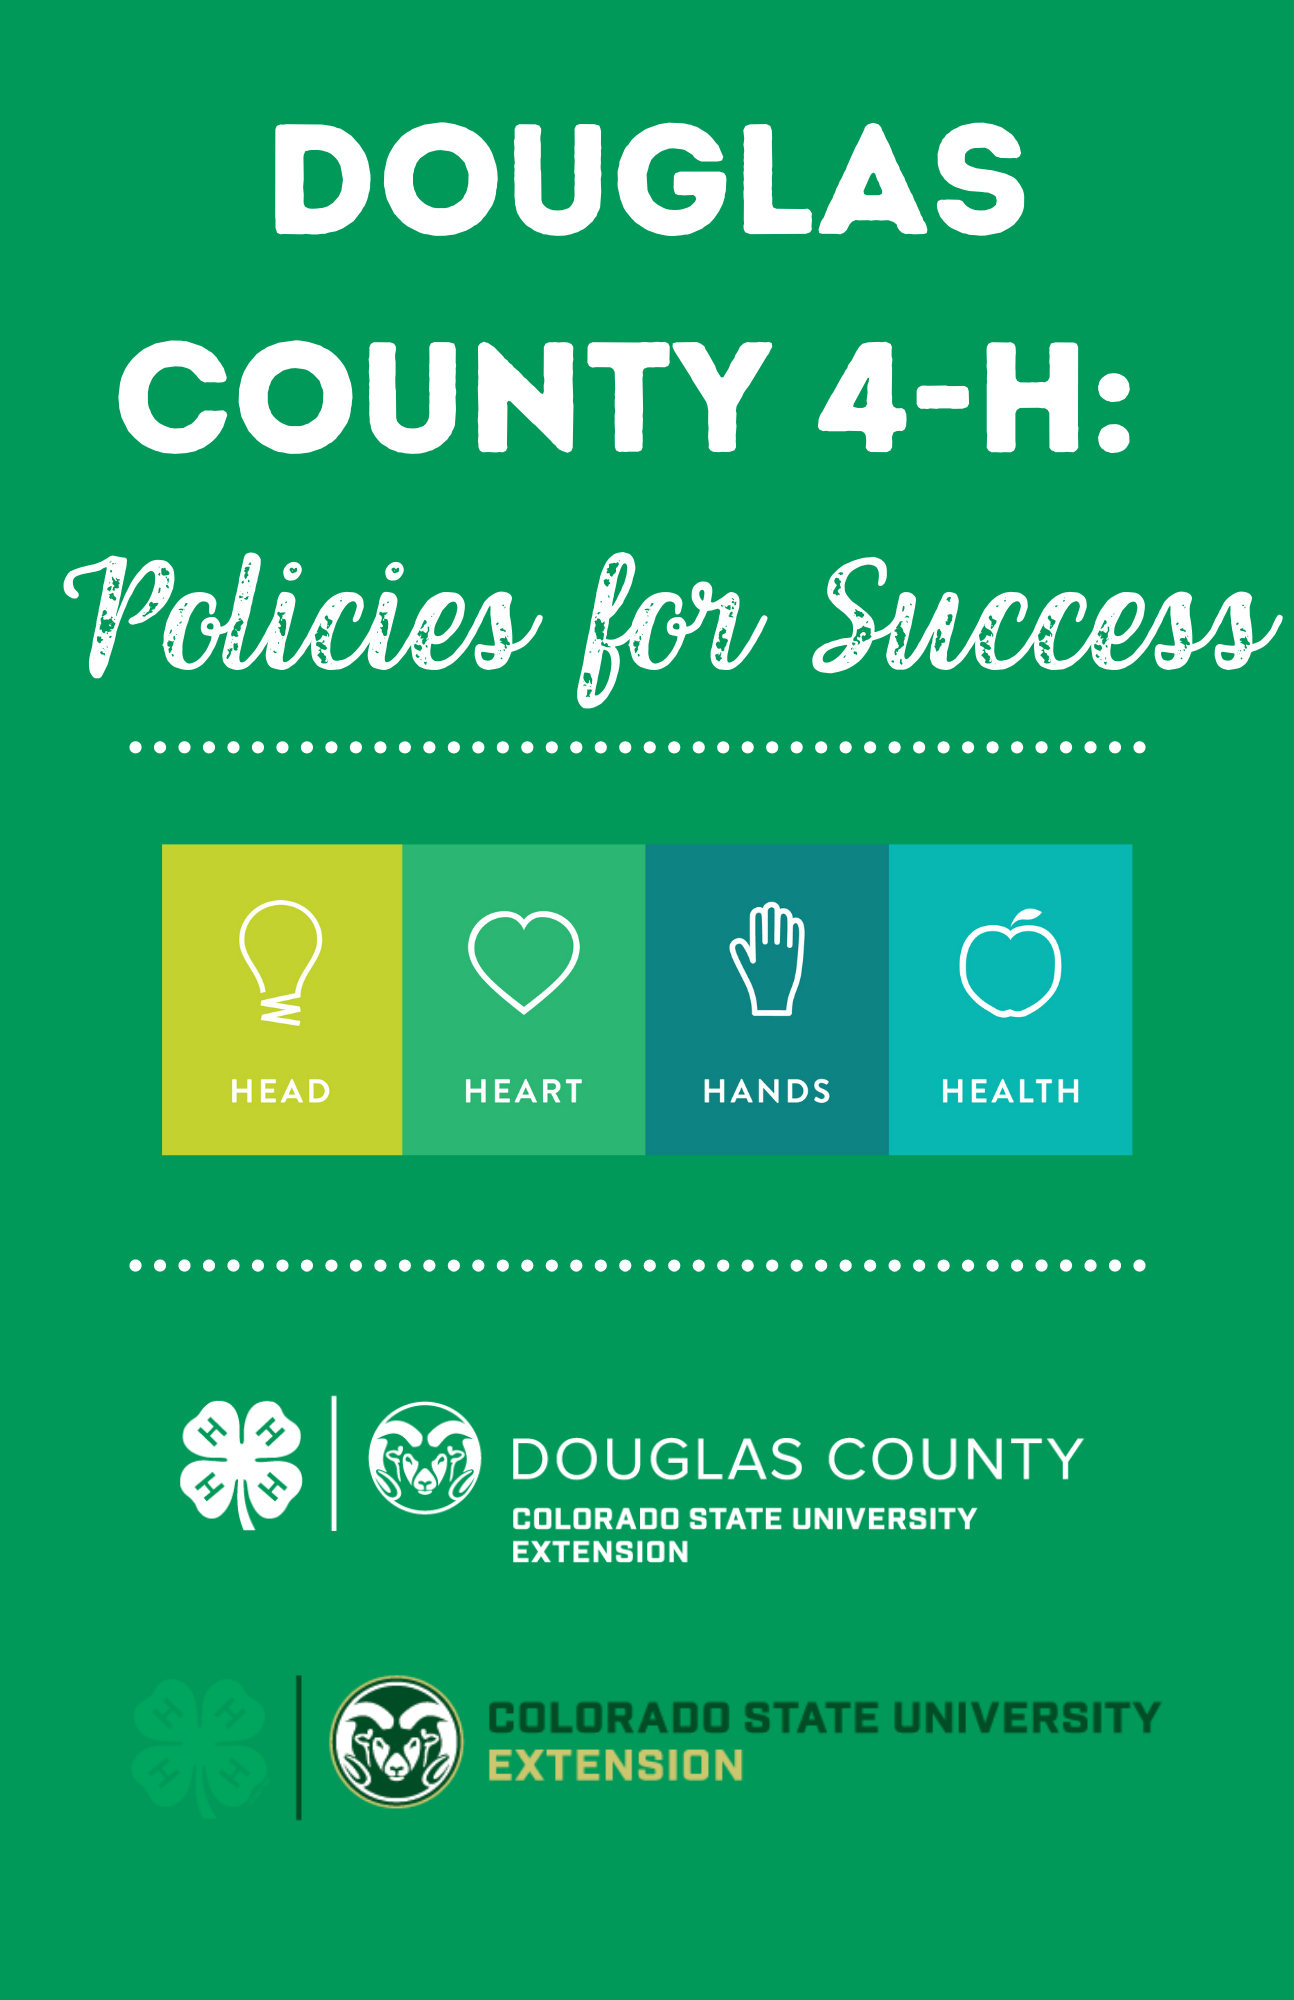 DOUGLAS
COUNTY 4-H:
Policies for Success
HEAD HEART HANDS HEALTH
H H
H H
DOUGLAS COUNTY
COLORADO STATE UNIVERSITY
EXTENSION
H H
H H
COLORADO STATE UNIVERSITY
EXTENSION